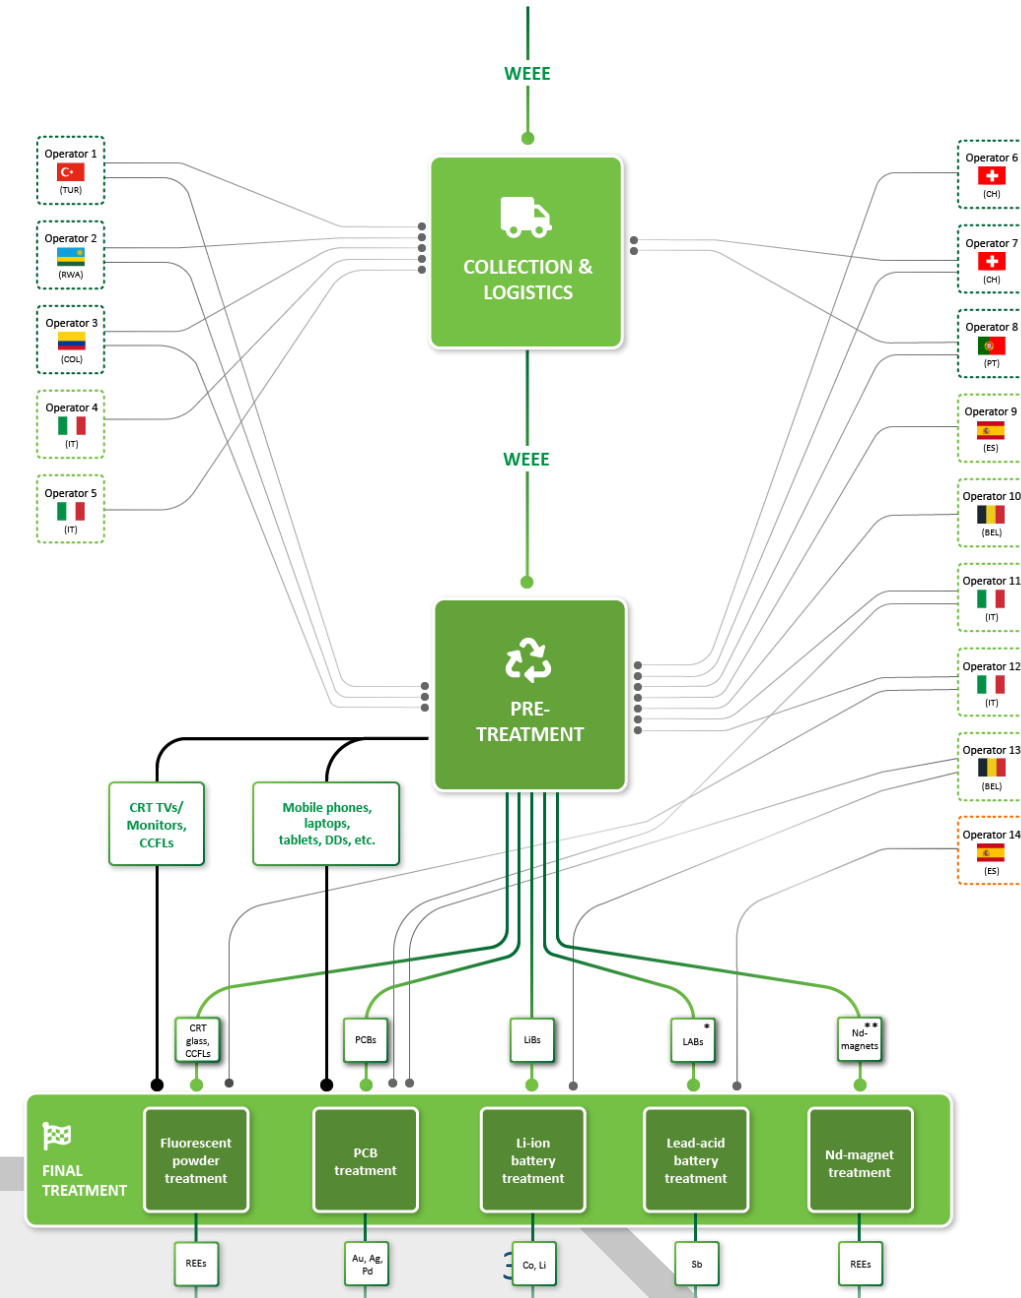 WEEE
Operator 1
(TUR)
Operator 2
(RWA)
Operator 3
(COL)
Operator 4
(IT)
Operator 5
(IT)
COLLECTION &
LOGISTICS
Operator 6
(CH)
Operator 7
(CH)
Operator 8
(PT)
Operator 9
(ES)
Operator 10
(BEL)
Operator 11
(IT)
Operator 12
(IT)
Operator 13
(BEL)
Operator 14
(ES)
WEEE
PRE-
TREATMENT
CRT TVs/
Monitors,
CCFLs
Mobile phones,
laptops,
tablets, DDs, etc.
CRT
glass,
CCFLs
PCBs
LiBs
LABs *
Nd- **
magnets
FINAL
TREATMENT
Fluorescent
powder
treatment
PCB
treatment
Li-ion
battery
treatment
Lead-acid
battery
treatment
Nd-magnet
treatment
REEs
Au, Ag,
Pd
Co, Li
Sb
REEs